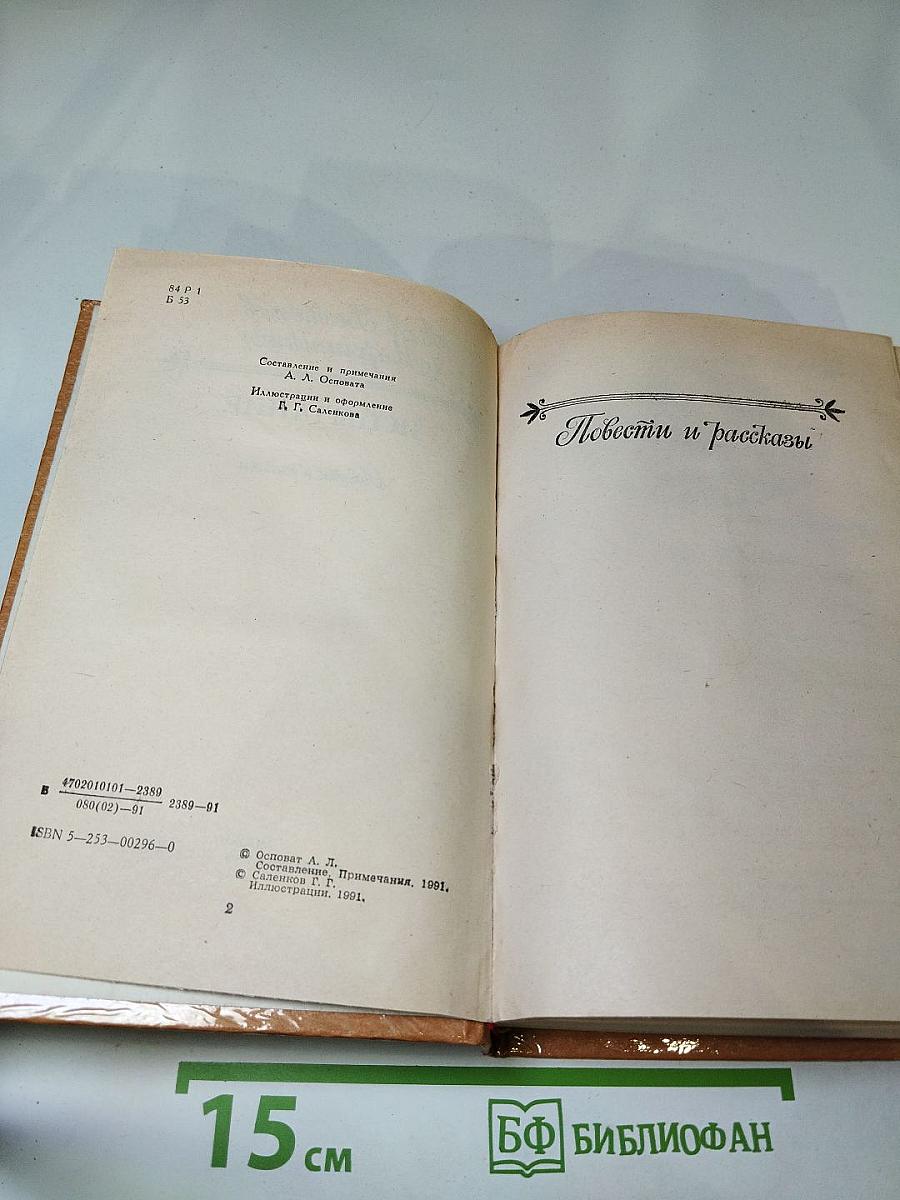 84 Р 1
Б 53
Составление и примечания
А. Л. Осповата
Иллюстрации и оформление
Г. Г. Саленкова
Б 4702010101—2389
080(02)—91
2389—91
ISBN 5—253—00296—0
© Осповат А. Л.
Составление, Примечания. 1991.
© Саленков Г. Г.
Иллюстрации. 1991.
2
Повести и рассказы
15 см
БФ БИБЛИОФАН